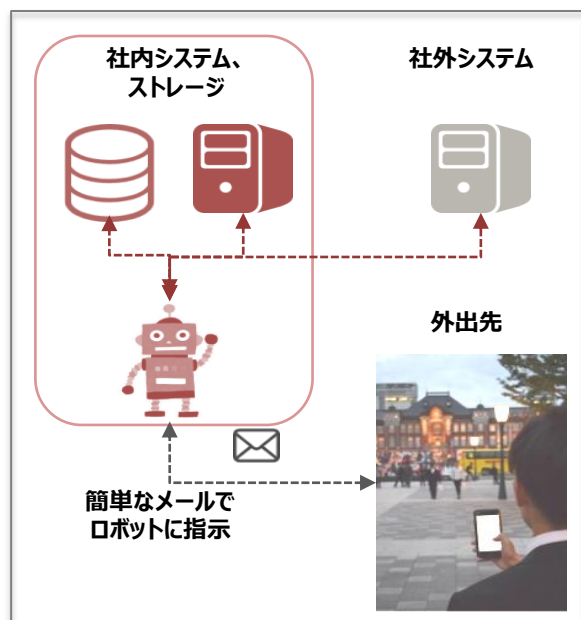 社内システム、
ストレージ
社外システム
外出先
簡単なメールで
ロボットに指示